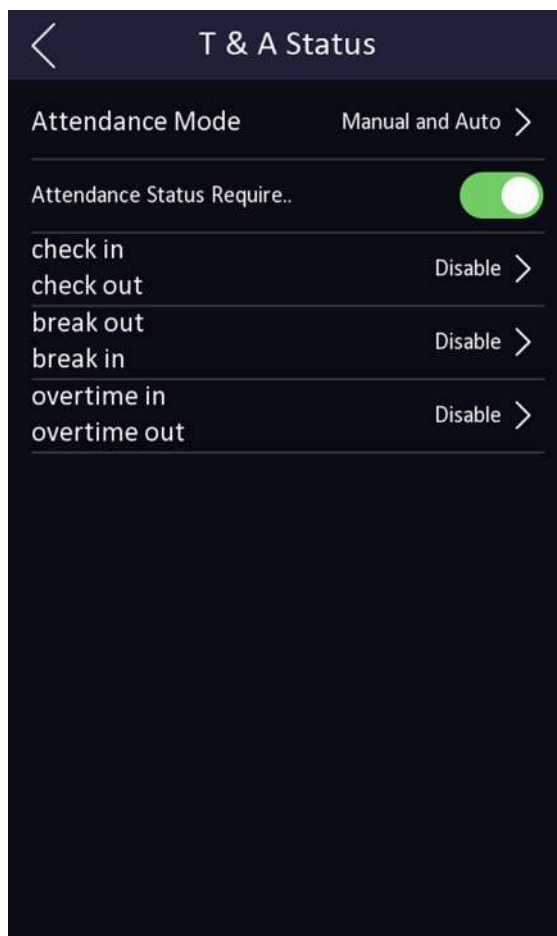 T & A Status
Attendance Mode Manual and Auto
Attendance Status Require..
check in
check out
Disable
break out
break in
Disable
overtime in
overtime out
Disable